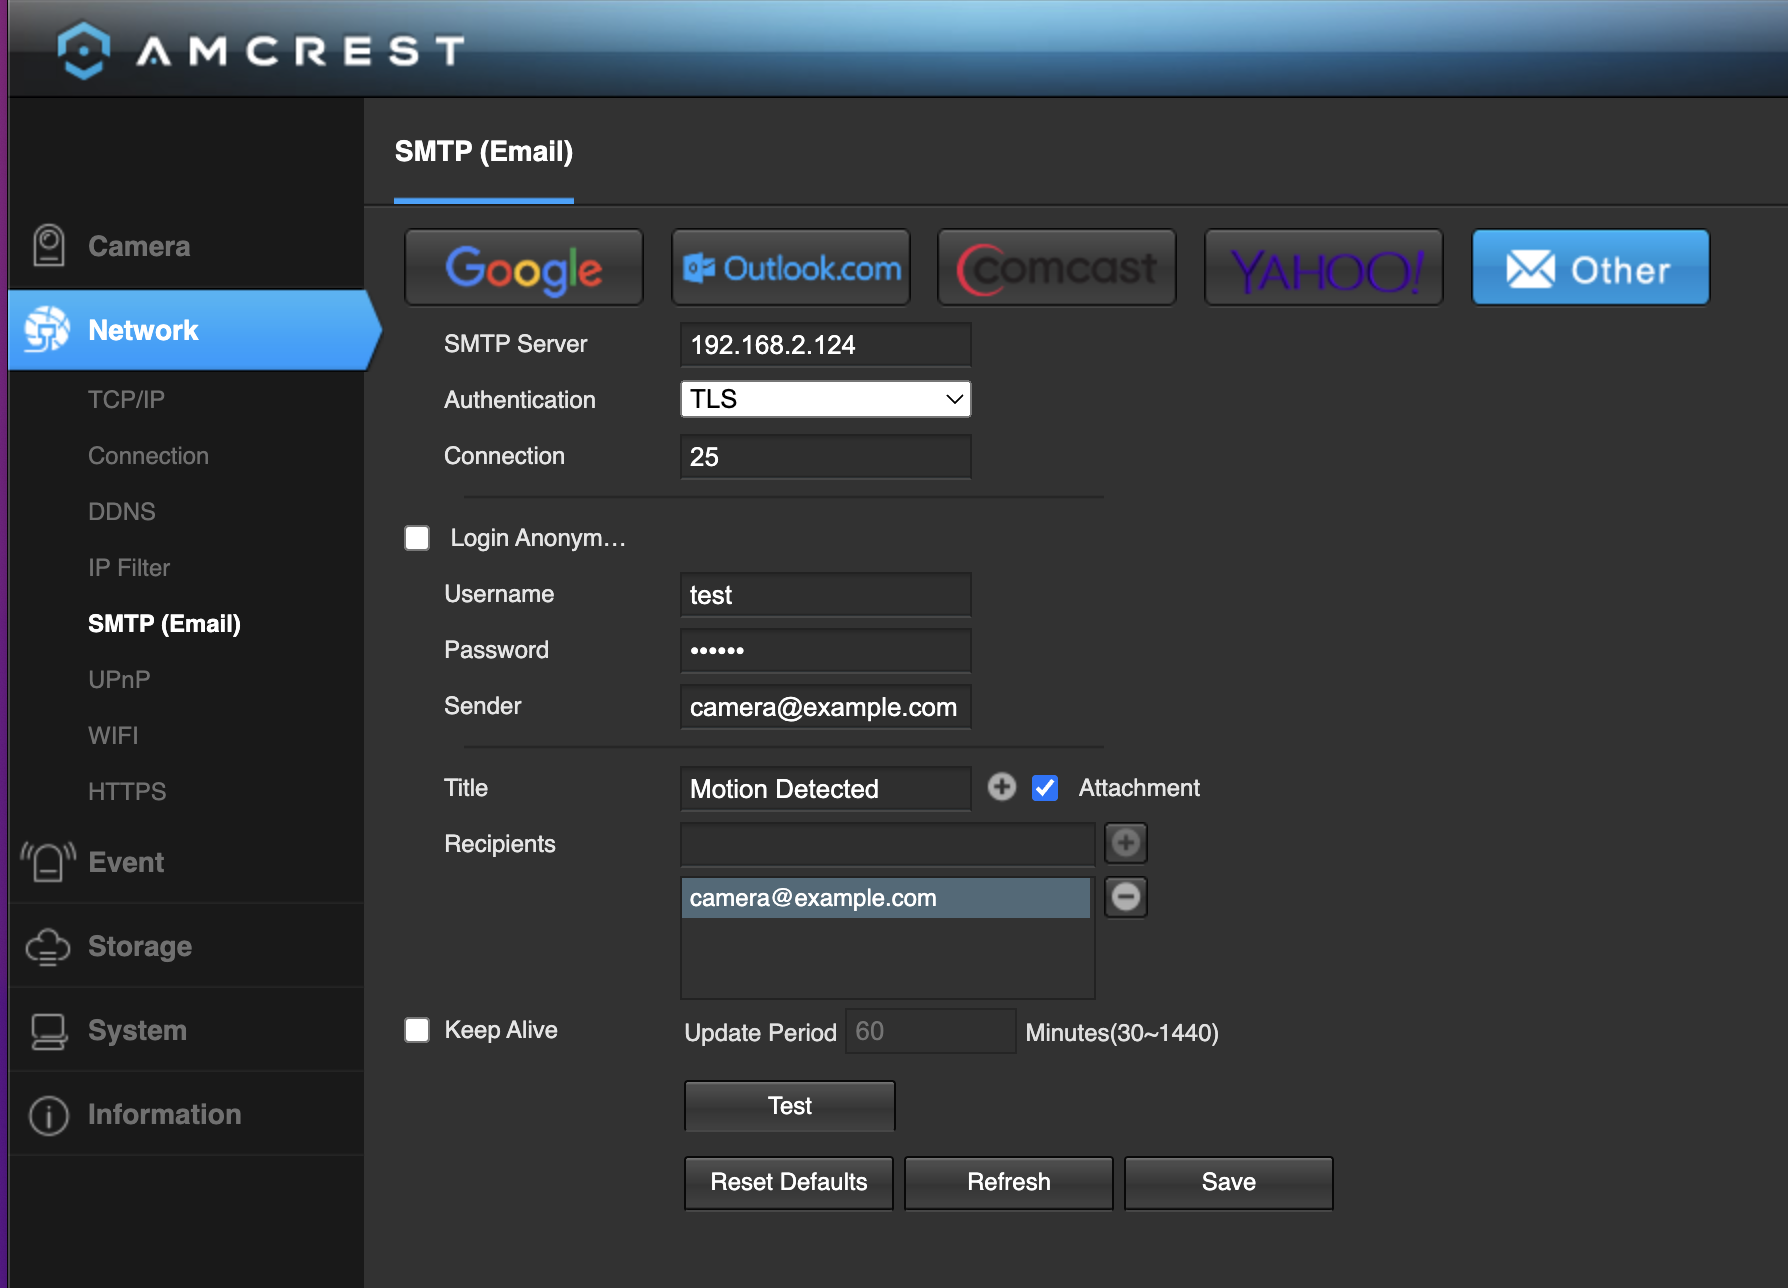 AMCREST
SMTP (Email)
Google
Outlook.com
comcast
YAHOO!
Other
Camera
Network
TCP/IP
Connection
DDNS
IP Filter
SMTP (Email)
UPnP
WIFI
HTTPS
Event
Storage
System
Information
SMTP Server 192.168.2.124
Authentication TLS
Connection 25
Login Anonym...
Username test
Password ••••••
Sender camera@example.com
Title Motion Detected Attachment
Recipients
camera@example.com
Keep Alive Update Period 60 Minutes(30~1440)
Test
Reset Defaults Refresh Save